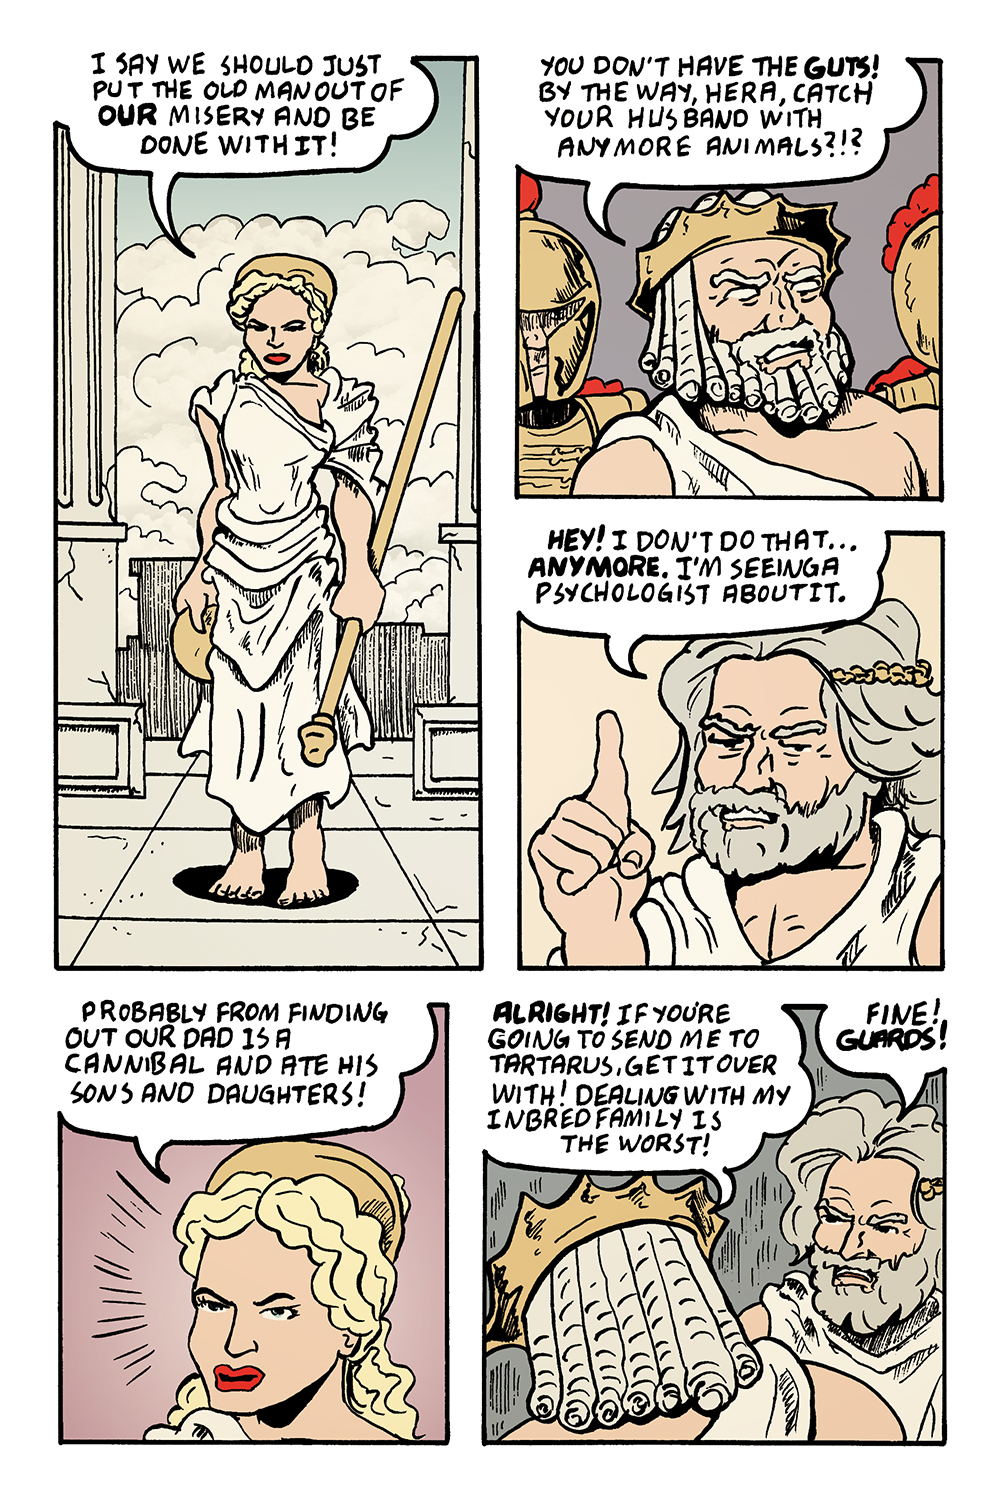 I SAY WE SHOULD JUST
PUT THE OLD MAN OUT OF
OUR MISERY AND BE
DONE WITH IT!
YOU DON'T HAVE THE GUTS!
BY THE WAY, HERA, CATCH
YOUR HUSBAND WITH
ANYMORE ANIMALS?!?
HEY! I DON'T DO THAT...
ANYMORE. I'M SEEING A
PSYCHOLOGIST ABOUT IT.
PROBABLY FROM FINDING
OUT OUR DAD IS A
CANNIBAL AND ATE HIS
SONS AND DAUGHTERS!
ALRIGHT! IF YOU'RE
GOING TO SEND ME TO
TARTARUS, GET IT OVER
WITH! DEALING WITH MY
INBRED FAMILY IS
THE WORST!
FINE!
GUARDS!